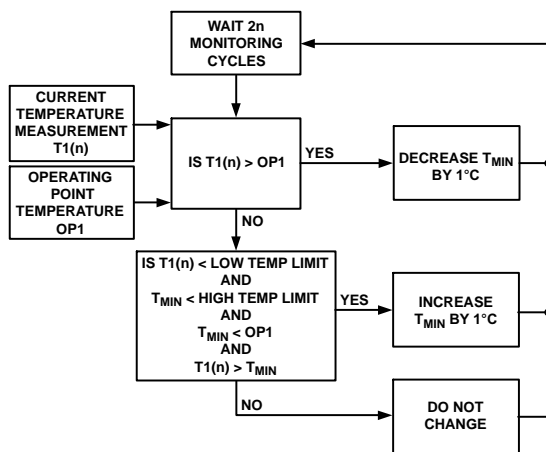 WAIT 2n
MONITORING
CYCLES
CURRENT
TEMPERATURE
MEASUREMENT
T1(n)
IS T1(n) > OP1
YES
DECREASE TMIN
BY 1°C
OPERATING
POINT
TEMPERATURE
OP1
NO
IS T1(n) < LOW TEMP LIMIT
AND
TMIN < HIGH TEMP LIMIT
AND
TMIN < OP1
AND
T1(n) > TMIN
YES
INCREASE
TMIN BY 1°C
NO
DO NOT
CHANGE